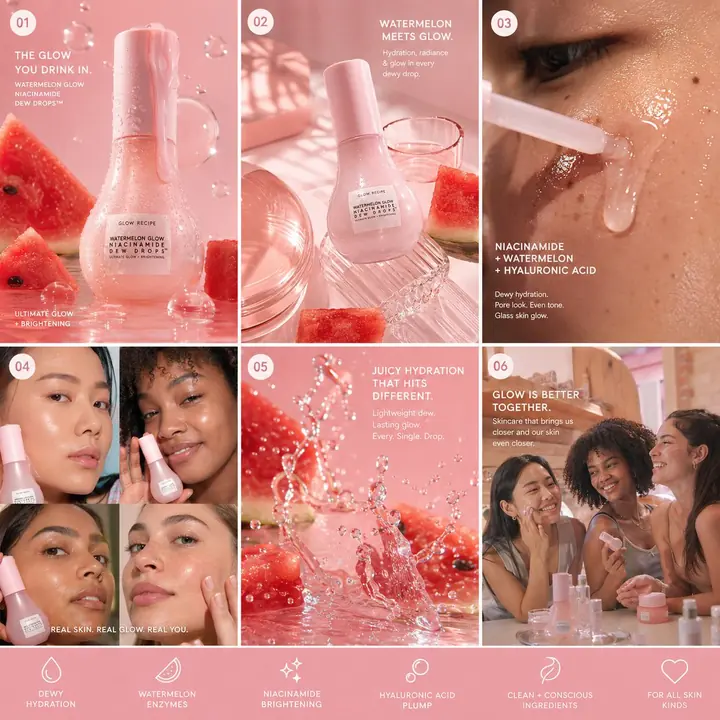 01
THE GLOW
YOU DRINK IN.
WATERMELON GLOW
NIACINAMIDE
DEW DROPS™
GLOW RECIPE
WATERMELON GLOW
NIACINAMIDE
DEW DROPS
ULTIMATE GLOW + BRIGHTENING
ULTIMATE GLOW
+ BRIGHTENING
02
WATERMELON
MEETS GLOW.
Hydration, radiance
& glow in every
dewy drop.
GLOW RECIPE
WATERMELON GLOW
NIACINAMIDE
DEW DROPS
03
NIACINAMIDE
+ WATERMELON
+ HYALURONIC ACID
Dewy hydration.
Pore look. Even tone.
Glass skin glow.
04
REAL SKIN. REAL GLOW. REAL YOU.
05
JUICY HYDRATION
THAT HITS
DIFFERENT.
Lightweight dew.
Lasting glow.
Every. Single. Drop.
06
GLOW IS BETTER
TOGETHER.
Skincare that brings us
closer and our skin
even closer.
DEWY
HYDRATION
WATERMELON
ENZYMES
NIACINAMIDE
BRIGHTENING
HYALURONIC ACID
PLUMP
CLEAN + CONSCIOUS
INGREDIENTS
FOR ALL SKIN
KINDS